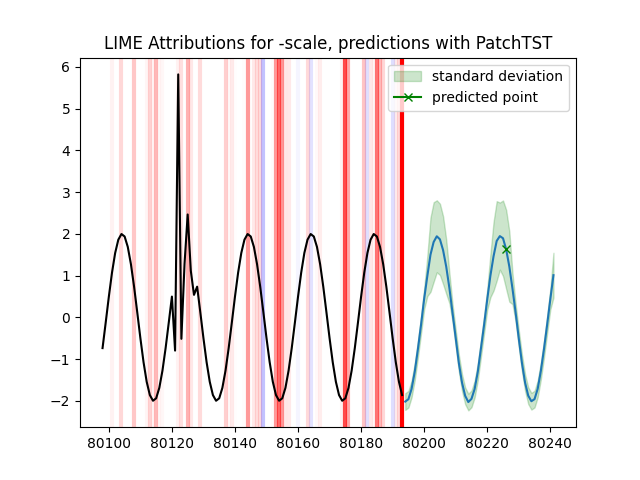 LIME Attributions for -scale, predictions with PatchTST
standard deviation
predicted point
6
5
4
3
2
1
0
−1
−2
80100 80120 80140 80160 80180 80200 80220 80240